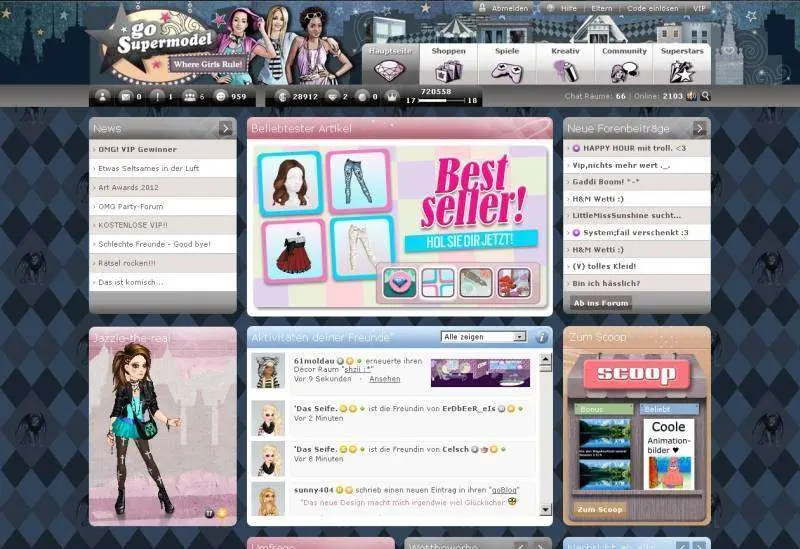 go
Supermodel
Where Girls Rule!
Abmelden
Hilfe | Eltern | Code einlösen | VIP
Hauptseite
Shoppen
Spiele
Kreativ
Community
Superstars
0
1
6
959
28912
2
0
720558
17
18
Chat Räume: 66 | Online: 2103
News
OMG! VIP Gewinner
Etwas Seltsames in der Luft
Art Awards 2012
OMG Party-Forum
KOSTENLOSE VIP!!
Schlechte Freunde - Good bye!
Rätsel rocken!!!
Das ist komisch...
Beliebtester Artikel
Best
seller!
HOL SIE DIR JETZT!
Neue Forenbeiträge
HAPPY HOUR mit troll. <3
Vip,nichts mehr wert ._.
Gaddi Boom! *-*
H&M Wetti :)
LittleMissSunshine sucht...
System;fail verschenkt :3
H&M Wetti :)
(V) tolles Kleid!
Bin ich hässlich?
Ab ins Forum
Jazzie-the-real
Aktivitäten deiner Freunde
Alle zeigen
61moldau erneuerte ihren
Décor Raum "shzii :*"
Vor 9 Sekunden · Ansehen
'Das Seife. ist die Freundin von ErDbEeR_eIs
Vor 2 Minuten
'Das Seife. ist die Freundin von Celsch
Vor 8 Minuten
sunny404 schrieb einen neuen Eintrag in ihren "goBlog"
"Das neue Design macht mich irgendwie viel Glücklicher.
Zum Scoop
scoop
Bonus
Beliebt
Coole
Animation-
bilder ♥
Zum Scoop
Umfrage
Wettbewerbe